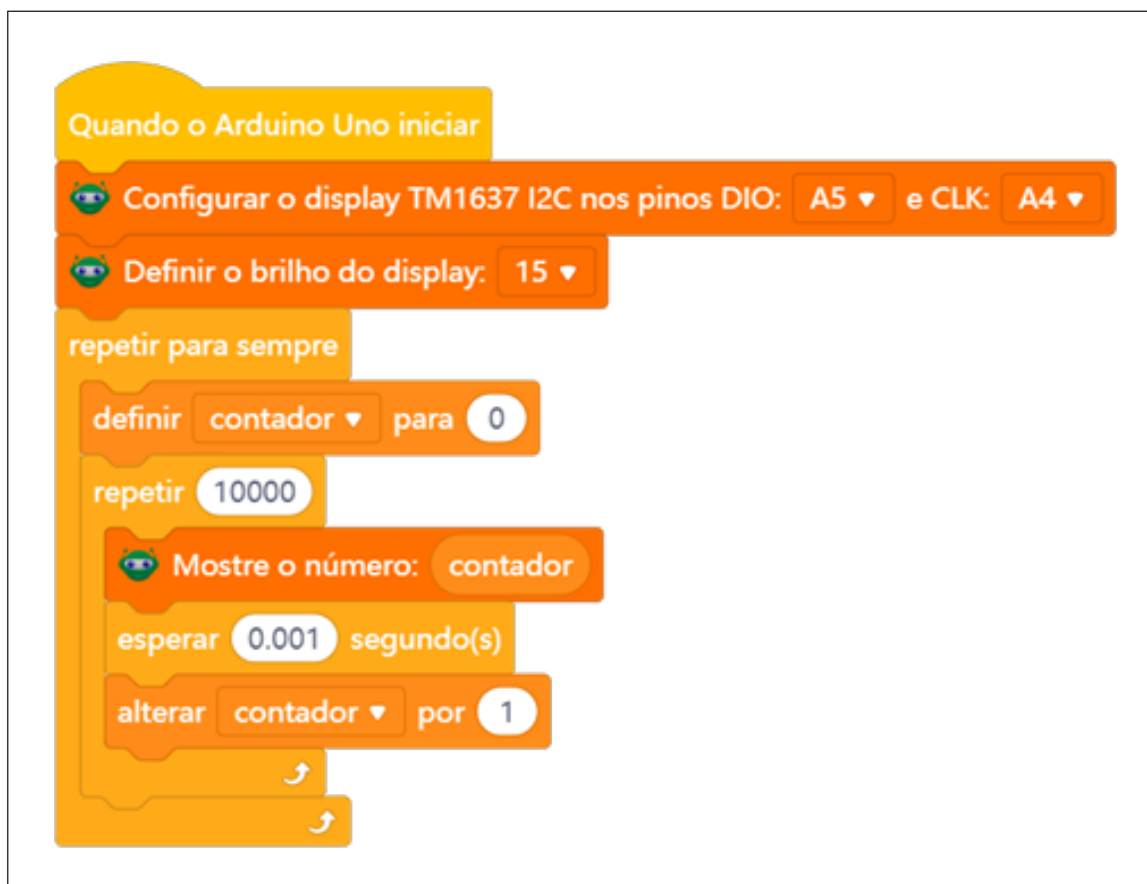 Quando o Arduino Uno iniciar
Configurar o display TM1637 I2C nos pinos DIO: A5 e CLK: A4
Definir o brilho do display: 15
repetir para sempre
definir contador para 0
repetir 10000
Mostre o número: contador
esperar 0.001 segundo(s)
alterar contador por 1